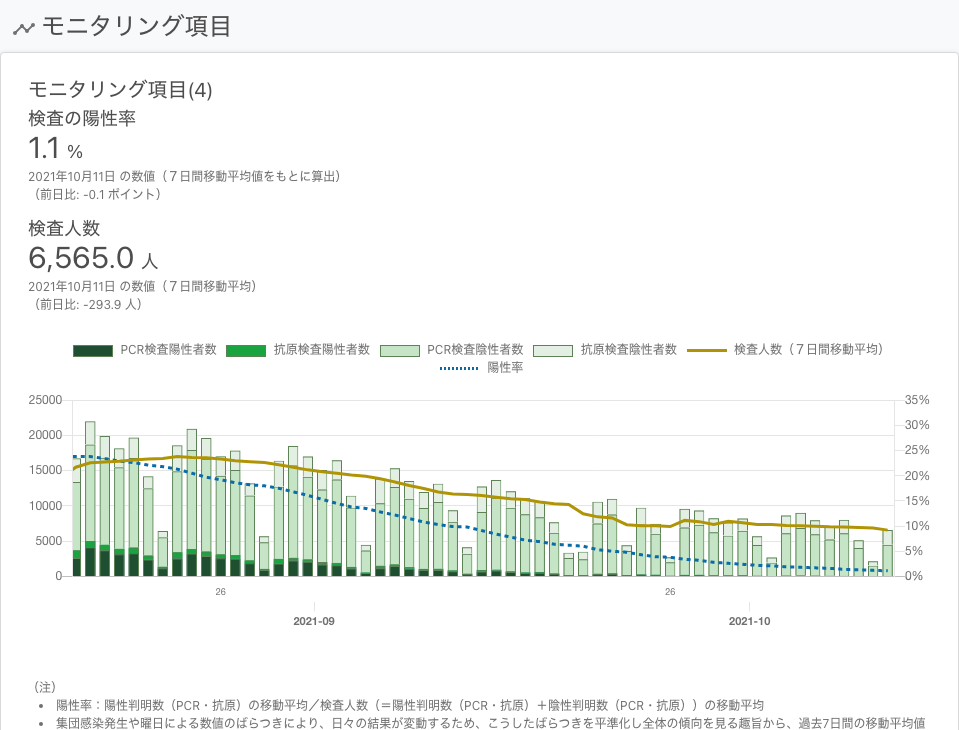 モニタリング項目
モニタリング項目(4)
検査の陽性率
1.1 %
2021年10月11日 の数値（７日間移動平均値をもとに算出）
（前日比: -0.1 ポイント）
検査人数
6,565.0 人
2021年10月11日 の数値（７日間移動平均）
（前日比: -293.9 人）
PCR検査陽性者数 抗原検査陽性者数 PCR検査陰性者数 抗原検査陰性者数 検査人数（７日間移動平均）
陽性率
25000 35%
30%
20000
25%
15000 20%
15%
10000
10%
5000
5%
0 0%
26 26
2021-09 2021-10
（注）
• 陽性率：陽性判明数（PCR・抗原）の移動平均／検査人数（＝陽性判明数（PCR・抗原）＋陰性判明数（PCR・抗原））の移動平均
• 集団感染発生や曜日による数値のばらつきにより、日々の結果が変動するため、こうしたばらつきを平準化し全体の傾向を見る趣旨から、過去7日間の移動平均値